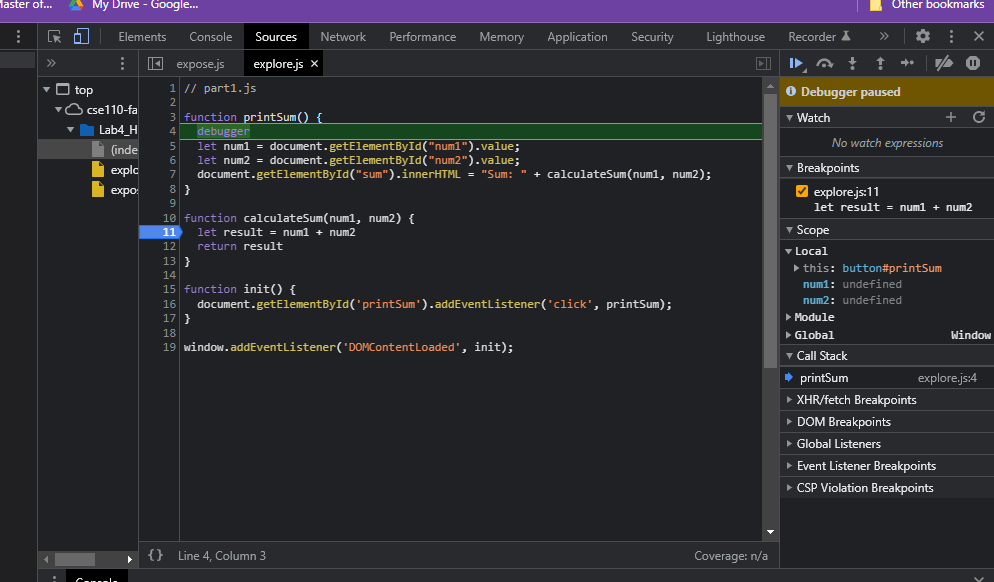 Master of...
My Drive - Google...
Other bookmarks
Elements Console Sources Network Performance Memory Application Security Lighthouse Recorder
expose.js explore.js
top
cse110-fa
Lab4_H
(inde
explo
expos
1 // part1.js
2
3 function printSum() {
4 debugger
5 let num1 = document.getElementById("num1").value;
6 let num2 = document.getElementById("num2").value;
7 document.getElementById("sum").innerHTML = "Sum: " + calculateSum(num1, num2);
8 }
9
10 function calculateSum(num1, num2) {
11 let result = num1 + num2
12 return result
13 }
14
15 function init() {
16 document.getElementById('printSum').addEventListener('click', printSum);
17 }
18
19 window.addEventListener('DOMContentLoaded', init);
{} Line 4, Column 3 Coverage: n/a
Debugger paused
Watch
No watch expressions
Breakpoints
explore.js:11
let result = num1 + num2
Scope
Local
this: button#printSum
num1: undefined
num2: undefined
Module
Global Window
Call Stack
printSum explore.js:4
XHR/fetch Breakpoints
DOM Breakpoints
Global Listeners
Event Listener Breakpoints
CSP Violation Breakpoints
Console